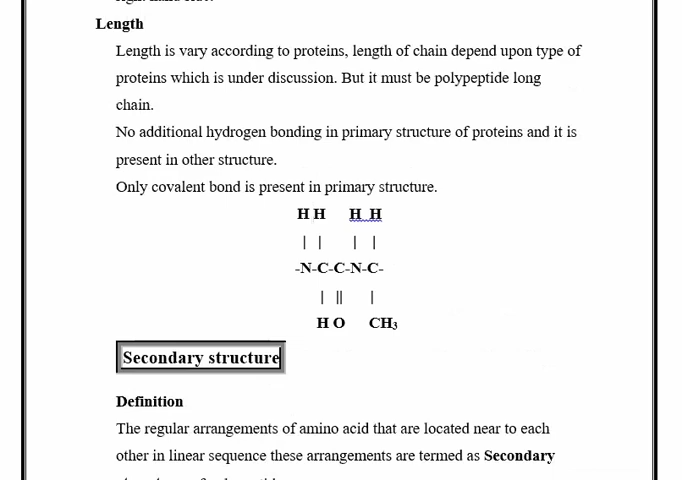 Length
Length is vary according to proteins, length of chain depend upon type of
proteins which is under discussion. But it must be polypeptide long
chain.
No additional hydrogen bonding in primary structure of proteins and it is
present in other structure.
Only covalent bond is present in primary structure.
H H H H
| | | |
-N-C-C-N-C-
| || |
H O CH₃
Secondary structure
Definition
The regular arrangements of amino acid that are located near to each
other in linear sequence these arrangements are termed as Secondary